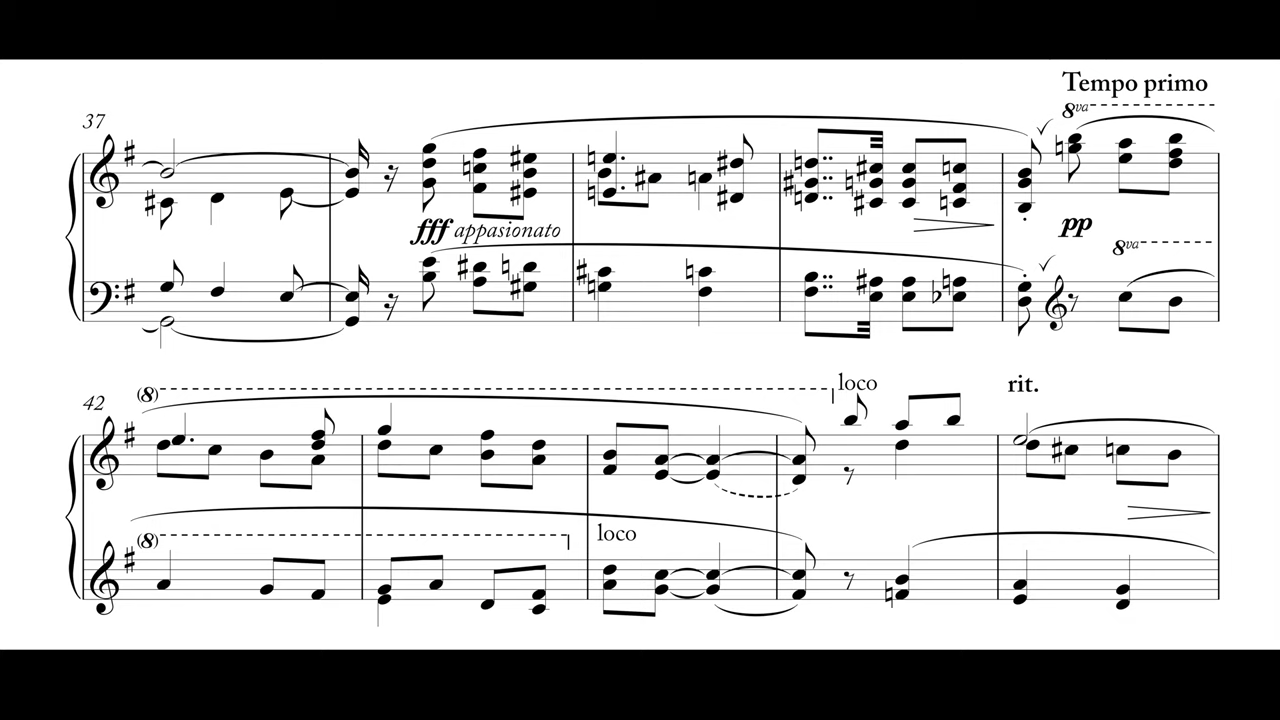 Tempo primo
37
8va
fff appasionato
pp
8va
42
(8)
loco
rit.
(8)
loco